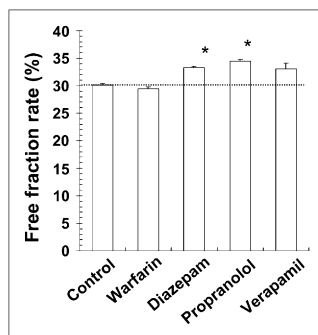 Free fraction rate (%)
40
35
30
25
20
15
10
5
0
* *
Control
Warfarin
Diazepam
Propranolol
Verapamil